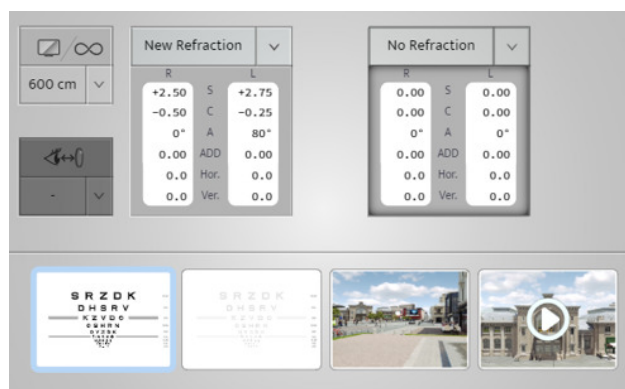 600 cm
-
New Refraction
R L
+2.50 S +2.75
-0.50 C -0.25
0° A 80°
0.00 ADD 0.00
0.0 Hor. 0.0
0.0 Ver. 0.0
No Refraction
R L
0.00 S 0.00
0.00 C 0.00
0° A 0°
0.00 ADD 0.00
0.0 Hor. 0.0
0.0 Ver. 0.0
S R Z D K
D H S R V
K Z V D C
S R Z D K
D H S R V